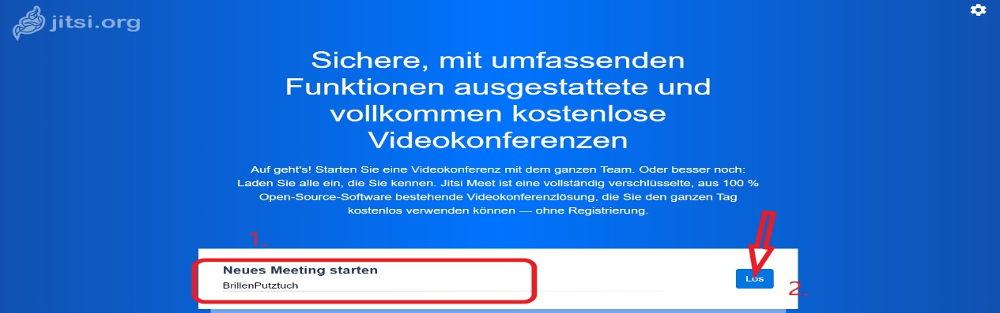 jitsi.org
Sichere, mit umfassenden
Funktionen ausgestattete und
vollkommen kostenlose
Videokonferenzen
Auf geht's! Starten Sie eine Videokonferenz mit dem ganzen Team. Oder besser noch:
Laden Sie alle ein, die Sie kennen. Jitsi Meet ist eine vollständig verschlüsselte, aus 100 %
Open-Source-Software bestehende Videokonferenzlösung, die Sie den ganzen Tag
kostenlos verwenden können — ohne Registrierung.
1.
Neues Meeting starten
BrillenPutztuch
Los
2.